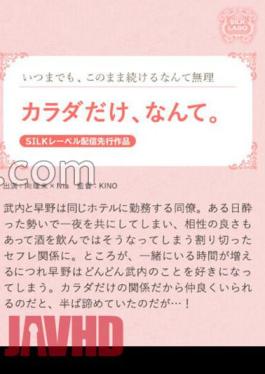 SILK LABO
いつまでも、このまま続けるなんて無理
カラダだけ、なんて。
SILKレーベル配信先行作品
監督：KINO
武内と早野は同じホテルに勤務する同僚。ある日酔
った勢いで一夜を共にしてしまい、相性の良さも
あって酒を飲んではそうなってしまう割り切った
セフレ関係に。ところが、一緒にいる時間が増え
るにつれ早野はどんどん武内のことを好きになっ
てしまう。カラダだけの関係だから仲良くいられ
るのだと、半ば諦めていたのだが…！
JAVHD